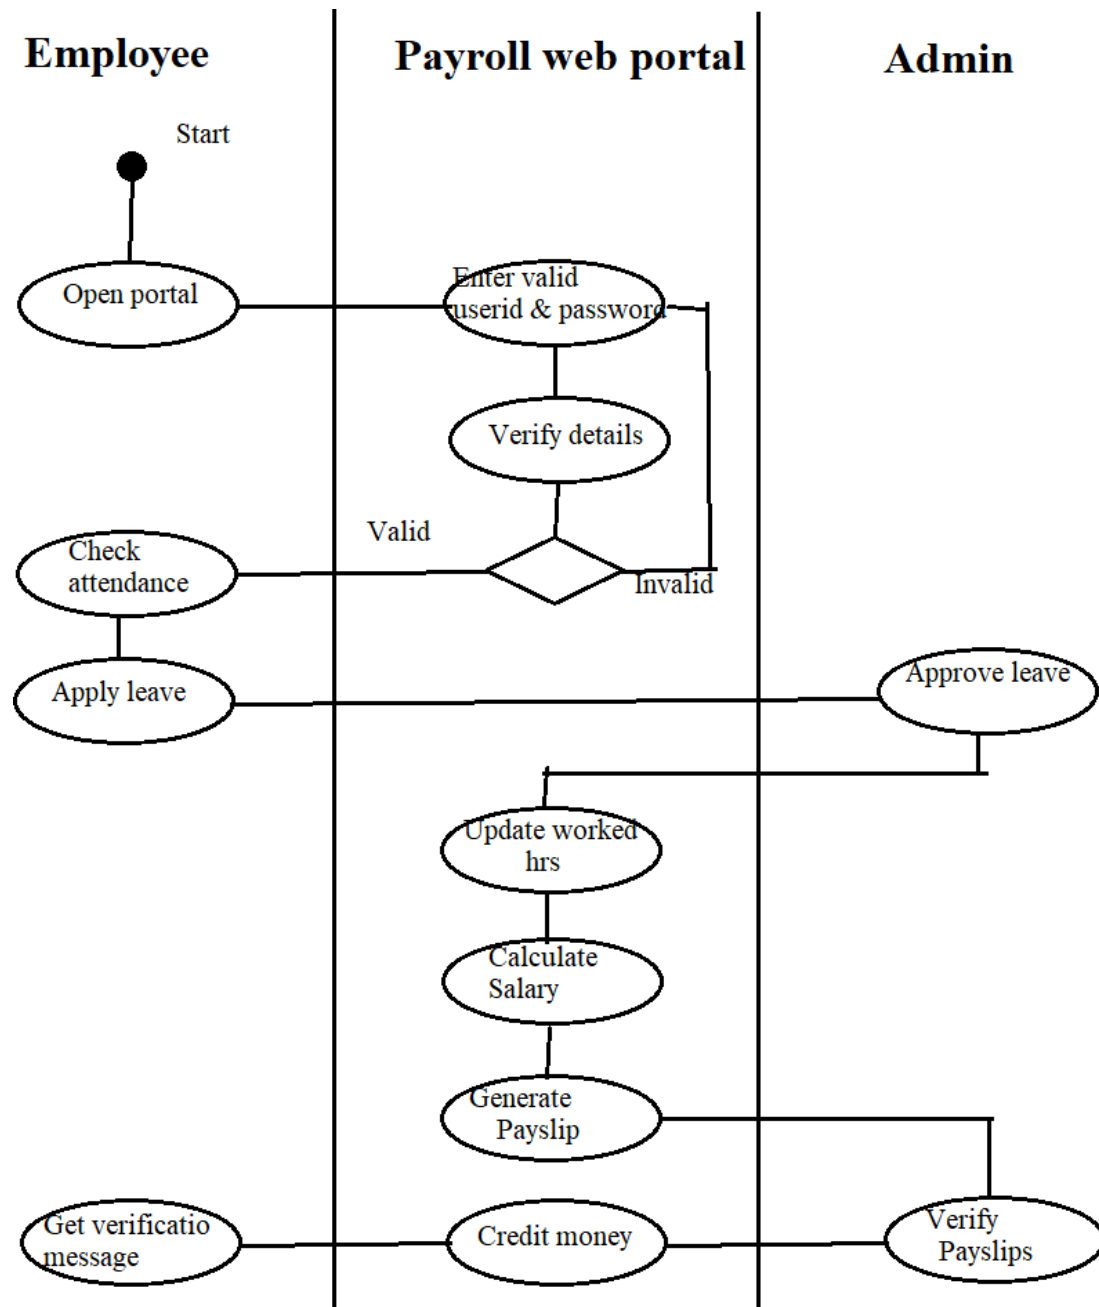 Employee
Payroll web portal
Admin
Start
Open portal
Enter valid
userid & password
Verify details
Valid
Invalid
Check
attendance
Apply leave
Approve leave
Update worked
hrs
Calculate
Salary
Generate
Payslip
Get verificatio
message
Credit money
Verify
Payslips